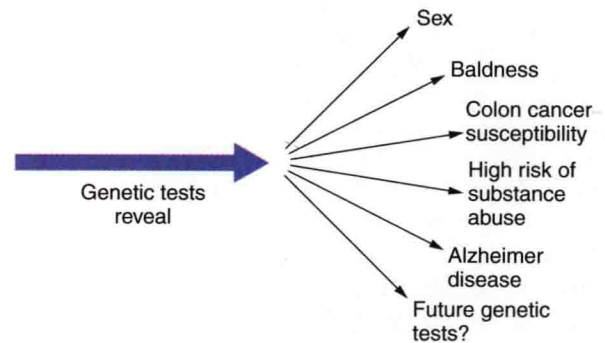 Sex
Baldness
Colon cancer
susceptibility
Genetic tests
reveal
High risk of
substance
abuse
Alzheimer
disease
Future genetic
tests?